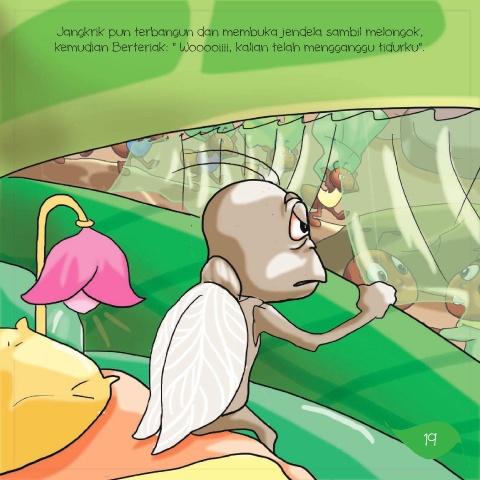 Jangkrik pun terbangun dan membuka jendela sambil melongok,
kemudian Berteriak: " Wooooiiii, kalian telah mengganggu tidurku".
19